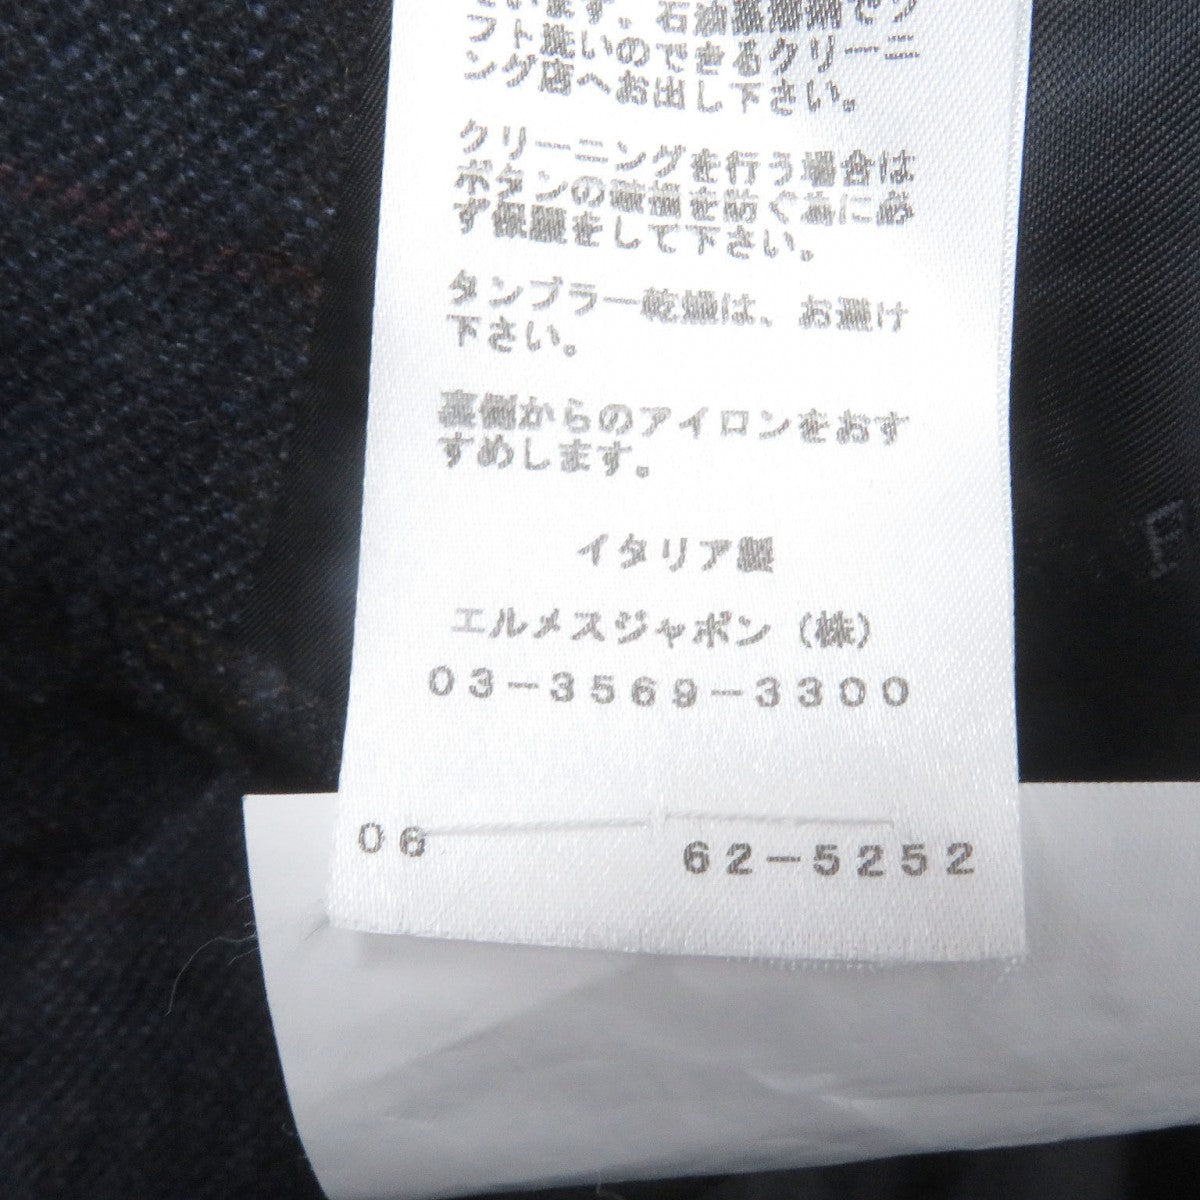 フト洗いのできるクリーニ
ング店へお出し下さい。
クリーニングを行う場合は
ボタンの破損を防ぐ為に必
ず保護をして下さい。
タンブラー乾燥は、お避け
下さい。
裏側からのアイロンをおす
すめします。
イタリア製
エルメスジャポン(株)
03-3569-3300
06
62-5252